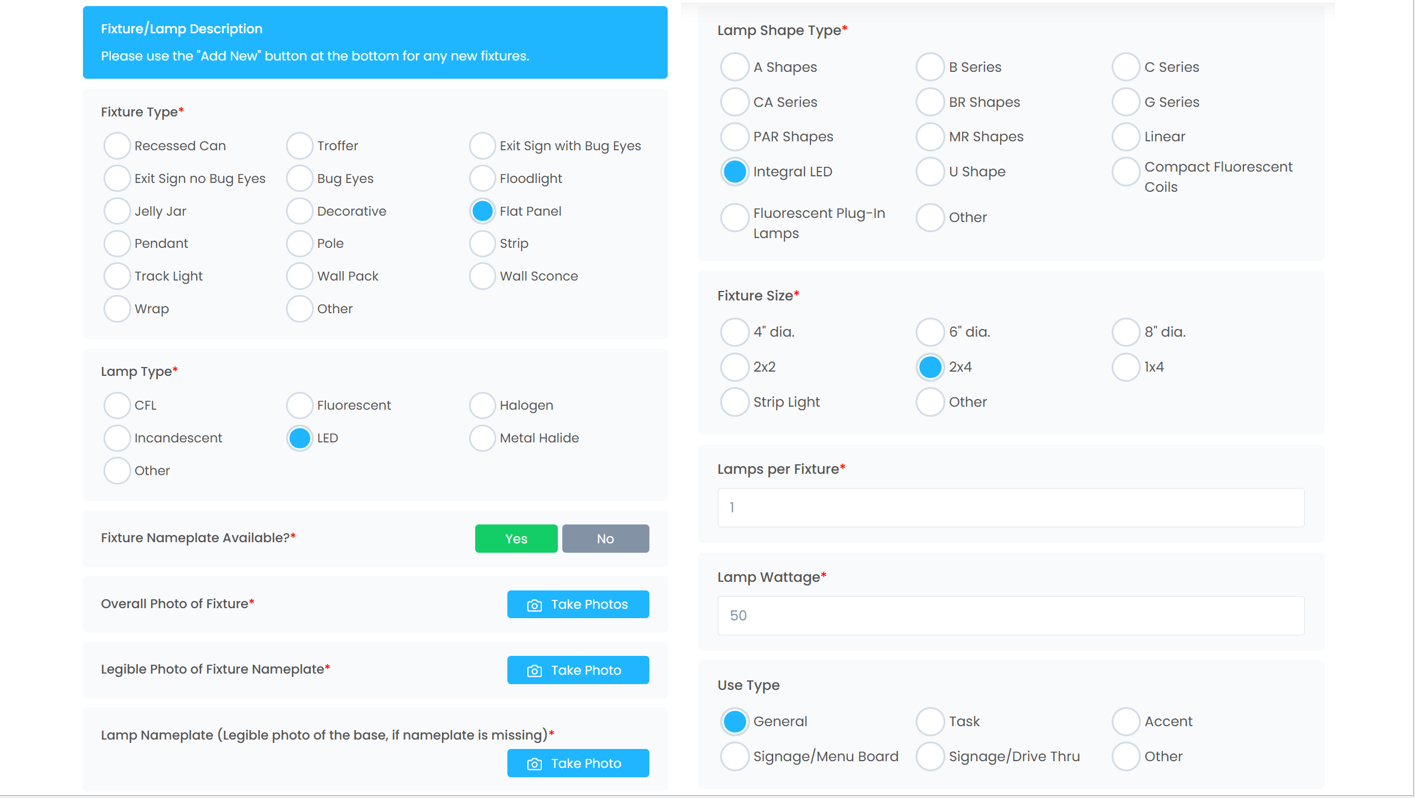 Fixture/Lamp Description
Please use the "Add New" button at the bottom for any new fixtures.
Fixture Type*
Recessed Can
Troffer
Exit Sign with Bug Eyes
Exit Sign no Bug Eyes
Bug Eyes
Floodlight
Jelly Jar
Decorative
Flat Panel
Pendant
Pole
Strip
Track Light
Wall Pack
Wall Sconce
Wrap
Other
Lamp Type*
CFL
Fluorescent
Halogen
Incandescent
LED
Metal Halide
Other
Fixture Nameplate Available?*
Yes
No
Overall Photo of Fixture*
Take Photos
Legible Photo of Fixture Nameplate*
Take Photo
Lamp Nameplate (Legible photo of the base, if nameplate is missing)*
Take Photo
Lamp Shape Type*
A Shapes
B Series
C Series
CA Series
BR Shapes
G Series
PAR Shapes
MR Shapes
Linear
Integral LED
U Shape
Compact Fluorescent
Coils
Fluorescent Plug-In
Lamps
Other
Fixture Size*
4" dia.
6" dia.
8" dia.
2x2
2x4
1x4
Strip Light
Other
Lamps per Fixture*
1
Lamp Wattage*
50
Use Type
General
Task
Accent
Signage/Menu Board
Signage/Drive Thru
Other